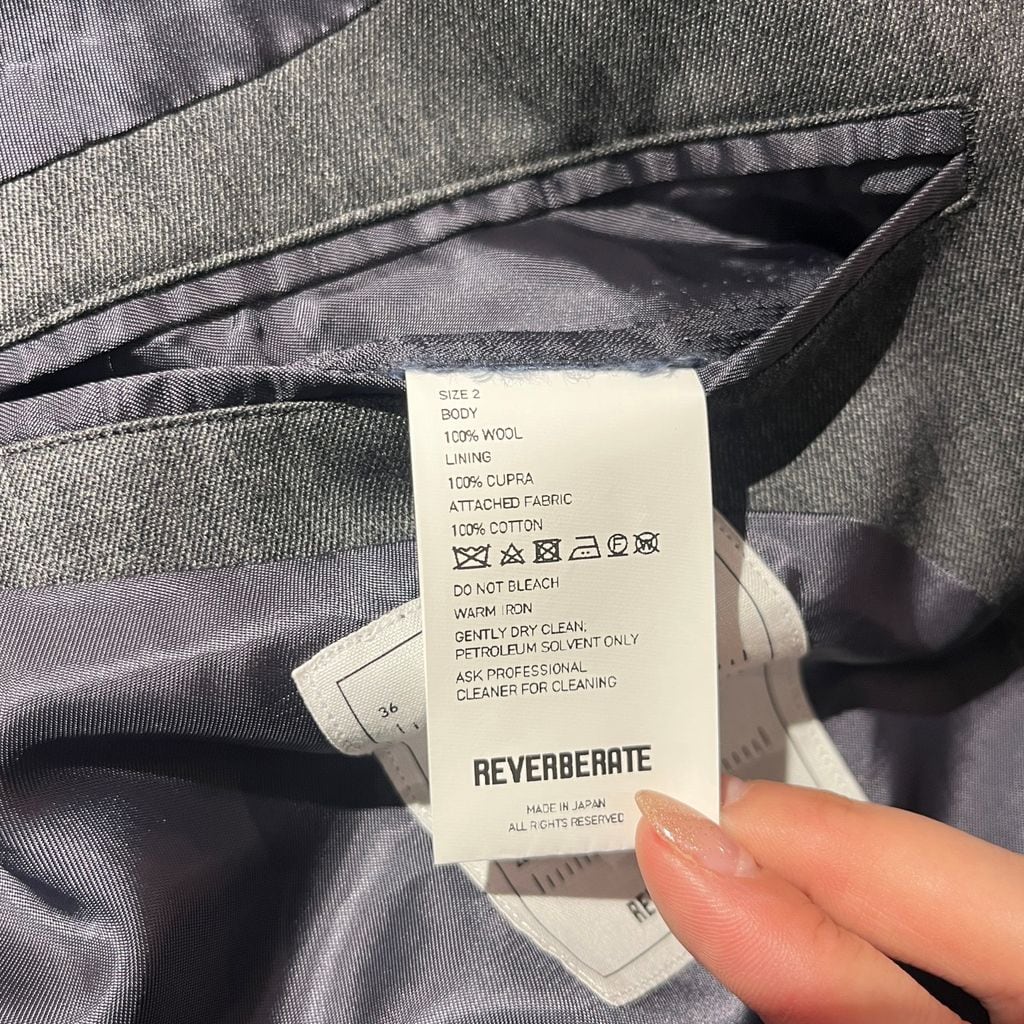 SIZE 2
BODY
100% WOOL
LINING
100% CUPRA
ATTACHED FABRIC
100% COTTON
F W
DO NOT BLEACH
WARM IRON
GENTLY DRY CLEAN;
PETROLEUM SOLVENT ONLY
ASK PROFESSIONAL
CLEANER FOR CLEANING
36
REVERBERATE
MADE IN JAPAN
ALL RIGHTS RESERVED
RE